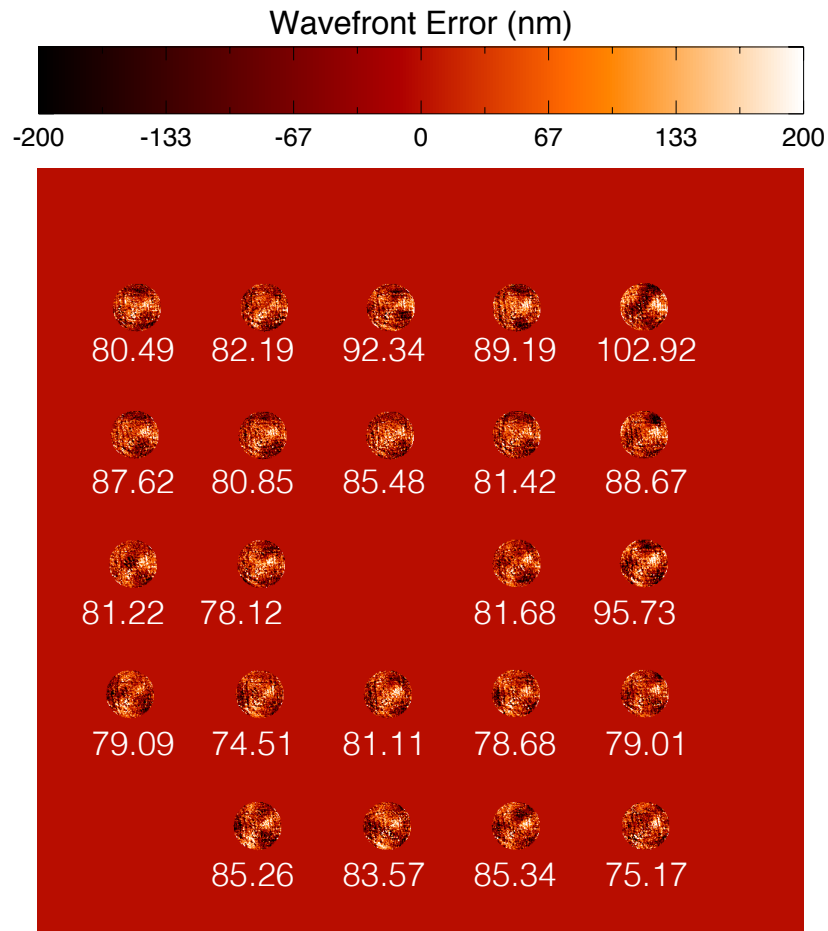 Wavefront Error (nm)
-200 -133 -67 0 67 133 200
80.49 82.19 92.34 89.19 102.92
87.62 80.85 85.48 81.42 88.67
81.22 78.12 81.68 95.73
79.09 74.51 81.11 78.68 79.01
85.26 83.57 85.34 75.17